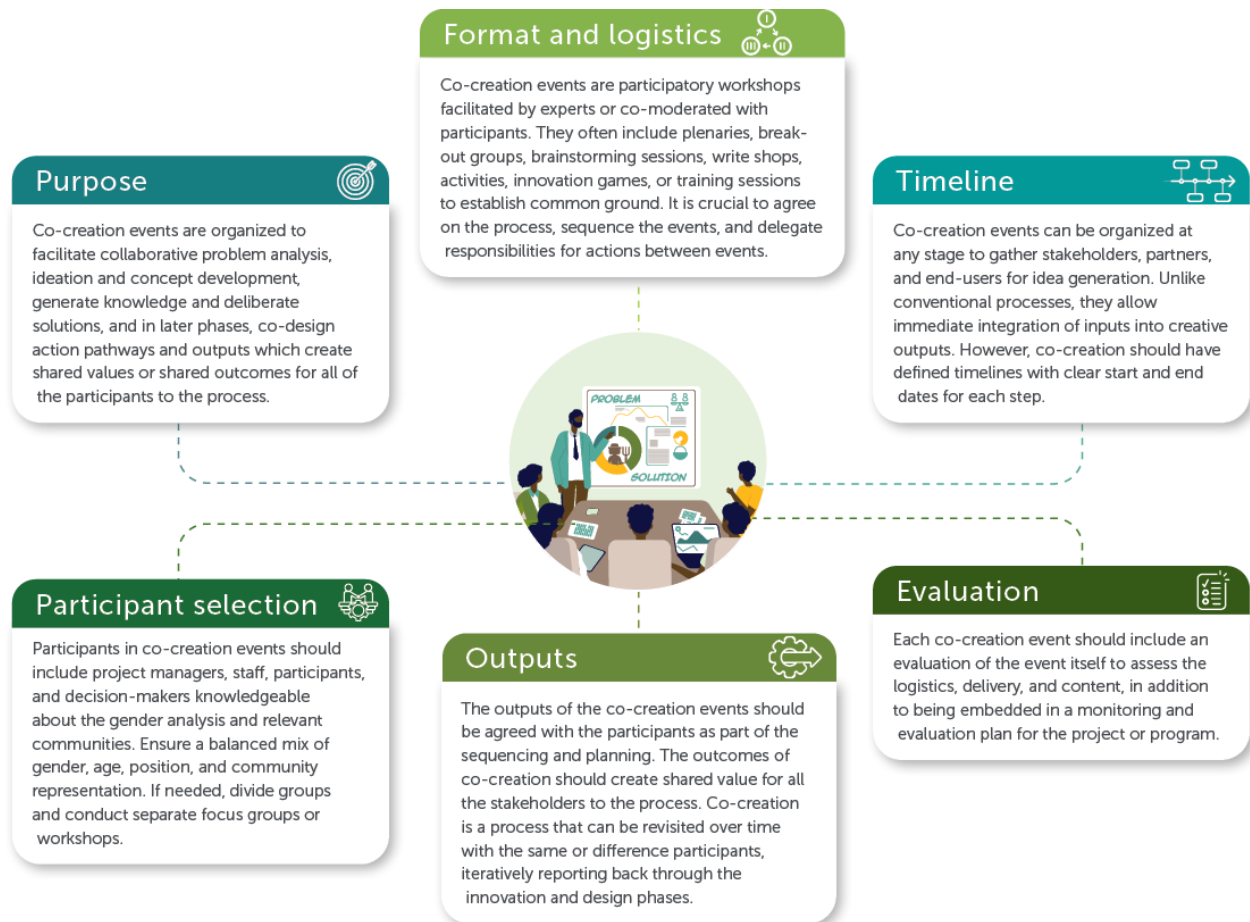 Format and logistics
I
III
II
Co-creation events are participatory workshops
facilitated by experts or co-moderated with
participants. They often include plenaries, break-
out groups, brainstorming sessions, write shops,
activities, innovation games, or training sessions
to establish common ground. It is crucial to agree
on the process, sequence the events, and delegate
responsibilities for actions between events.
Purpose
Co-creation events are organized to
facilitate collaborative problem analysis,
ideation and concept development,
generate knowledge and deliberate
solutions, and in later phases, co-design
action pathways and outputs which create
shared values or shared outcomes for all of
the participants to the process.
Timeline
Co-creation events can be organized at
any stage to gather stakeholders, partners,
and end-users for idea generation. Unlike
conventional processes, they allow
immediate integration of inputs into creative
outputs. However, co-creation should have
defined timelines with clear start and end
dates for each step.
PROBLEM
SOLUTION
Participant selection
Participants in co-creation events should
include project managers, staff, participants,
and decision-makers knowledgeable
about the gender analysis and relevant
communities. Ensure a balanced mix of
gender, age, position, and community
representation. If needed, divide groups
and conduct separate focus groups or
workshops.
Outputs
The outputs of the co-creation events should
be agreed with the participants as part of the
sequencing and planning. The outcomes of
co-creation should create shared value for all
the stakeholders to the process. Co-creation
is a process that can be revisited over time
with the same or difference participants,
iteratively reporting back through the
innovation and design phases.
Evaluation
Each co-creation event should include an
evaluation of the event itself to assess the
logistics, delivery, and content, in addition
to being embedded in a monitoring and
evaluation plan for the project or program.